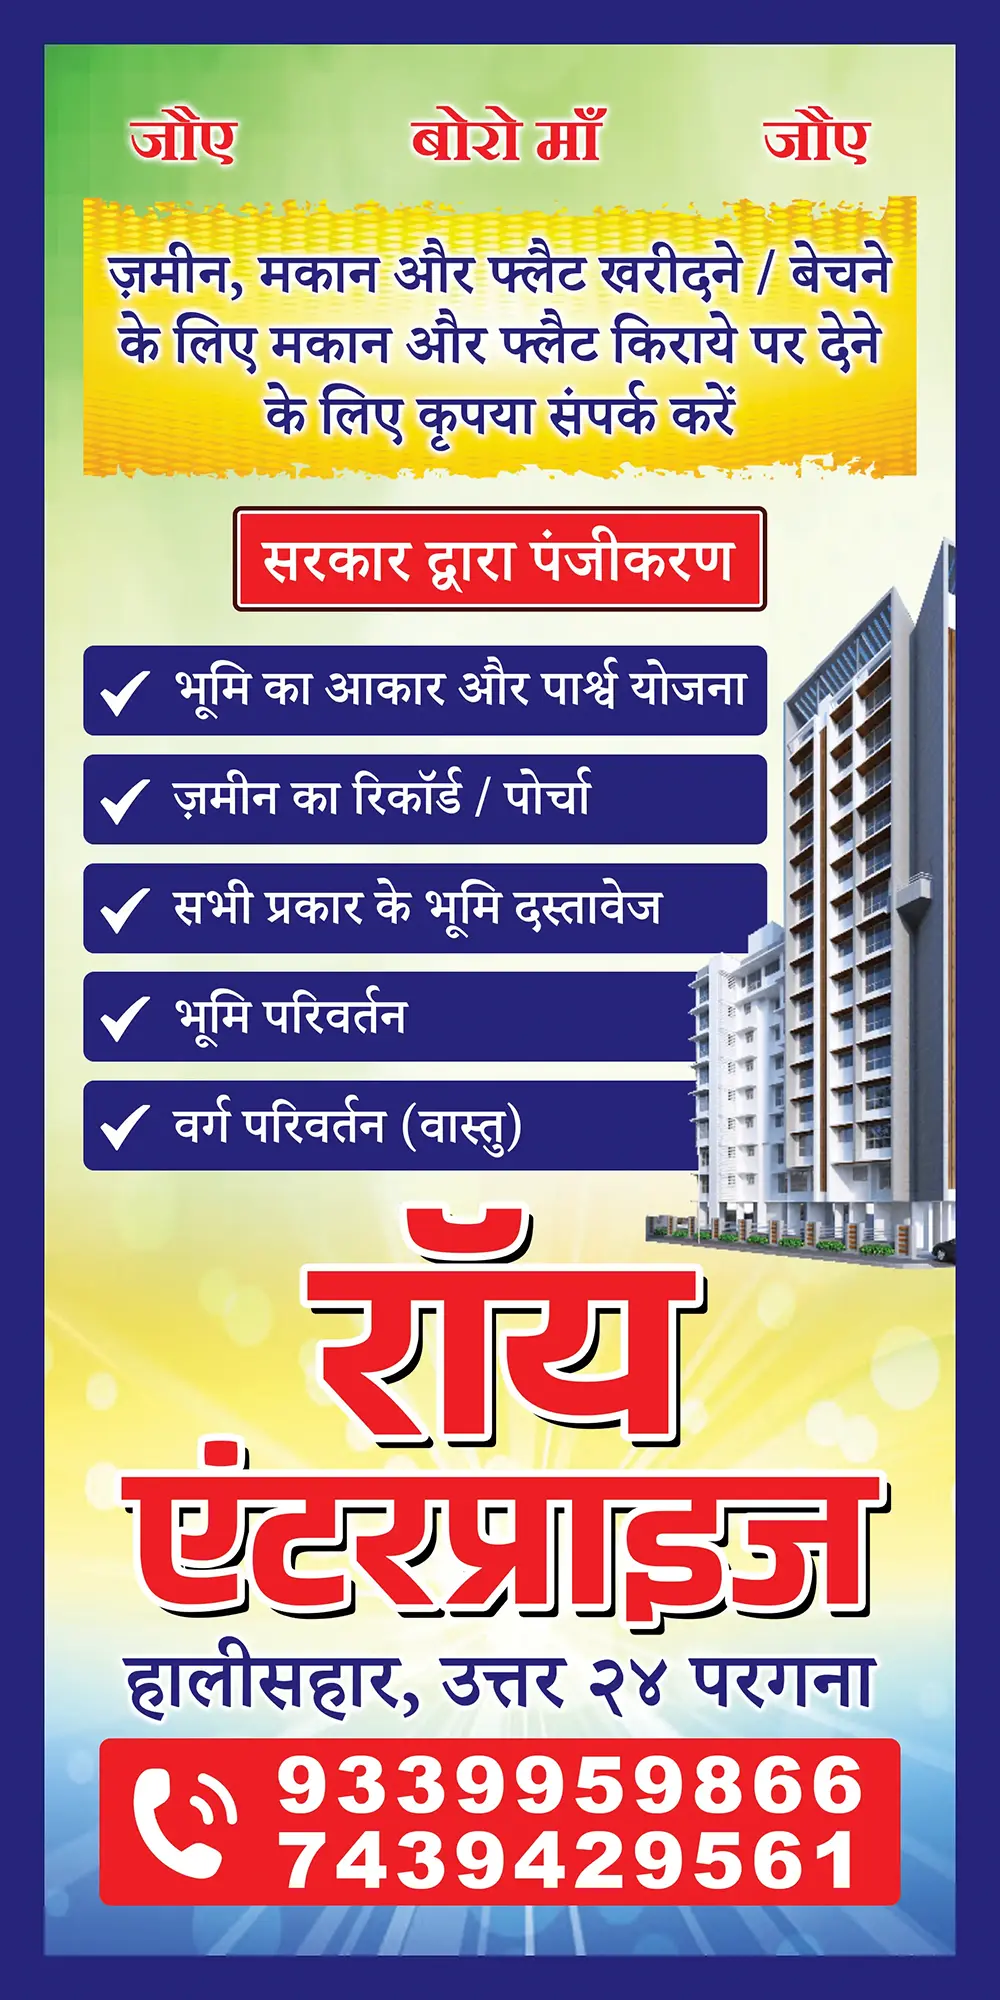 जौए बोरो माँ जौए
ज़मीन, मकान और फ्लैट खरीदने / बेचने
के लिए मकान और फ्लैट किराये पर देने
के लिए कृपया संपर्क करें
सरकार द्वारा पंजीकरण
भूमि का आकार और पार्श्व योजना
ज़मीन का रिकॉर्ड / पोर्चा
सभी प्रकार के भूमि दस्तावेज
भूमि परिवर्तन
वर्ग परिवर्तन (वास्तु)
रॉय
एंटरप्राइज
हालीसहार, उत्तर २४ परगना
9339959866
7439429561